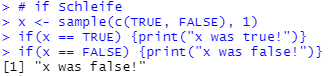 > # if Schleife
> x <- sample(c(TRUE, FALSE), 1)
> if(x == TRUE) {print("x was true!")}
> if(x == FALSE) {print("x was false!")}
[1] "x was false!"